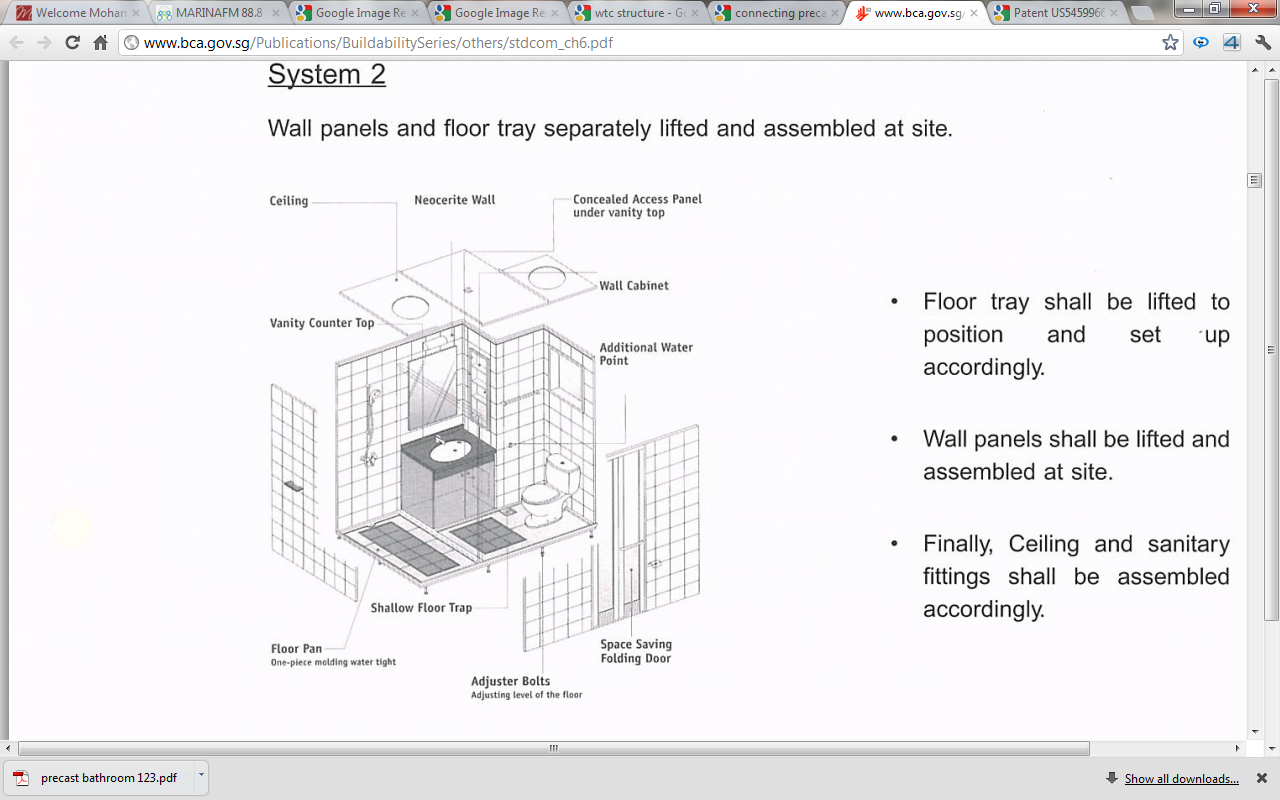 Welcome Mohan
MARINAFM 88.8
Google Image Re
Google Image Re
wtc structure - G
connecting preca
www.bca.gov.sg/
Patent US545996
www.bca.gov.sg/Publications/BuildabilitySeries/others/stdcom_ch6.pdf
System 2
Wall panels and floor tray separately lifted and assembled at site.
Ceiling
Neocerite Wall
Concealed Access Panel
under vanity top
Wall Cabinet
Vanity Counter Top
Additional Water
Point
Shallow Floor Trap
Floor Pan
One-piece molding water tight
Space Saving
Folding Door
Adjuster Bolts
Adjusting level of the floor
• Floor tray shall be lifted to
position and set up
accordingly.
• Wall panels shall be lifted and
assembled at site.
• Finally, Ceiling and sanitary
fittings shall be assembled
accordingly.
precast bathroom 123.pdf
Show all downloads...